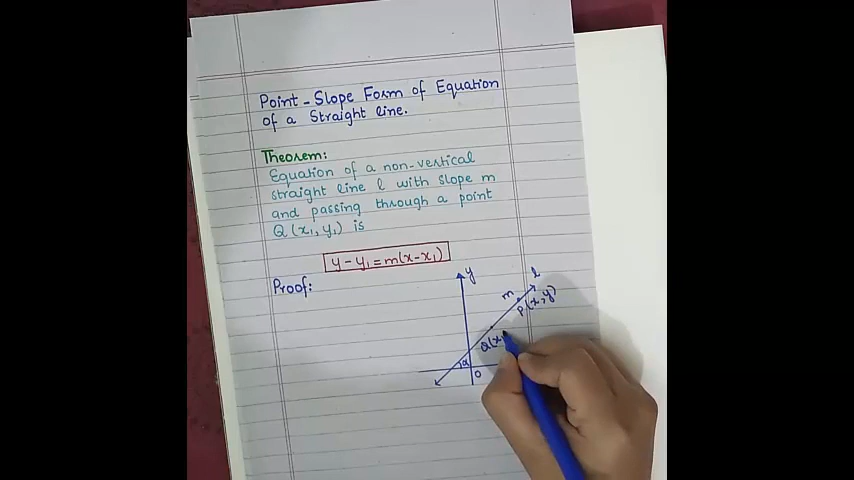 Point-Slope Form of Equation
of a Straight line.
Theorem:
Equation of a non-vertical
straight line l with slope m
and passing through a point
Q(x₁, y₁) is
y-y₁ = m(x-x₁)
Proof:
y
l
m
P(x,y)
Q(x
α
O